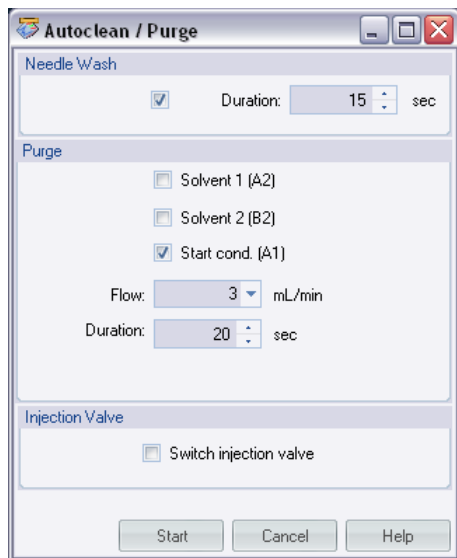 Autoclean / Purge
Needle Wash
Duration: 15 sec
Purge
Solvent 1 (A2)
Solvent 2 (B2)
Start cond. (A1)
Flow: 3 mL/min
Duration: 20 sec
Injection Valve
Switch injection valve
Start Cancel Help